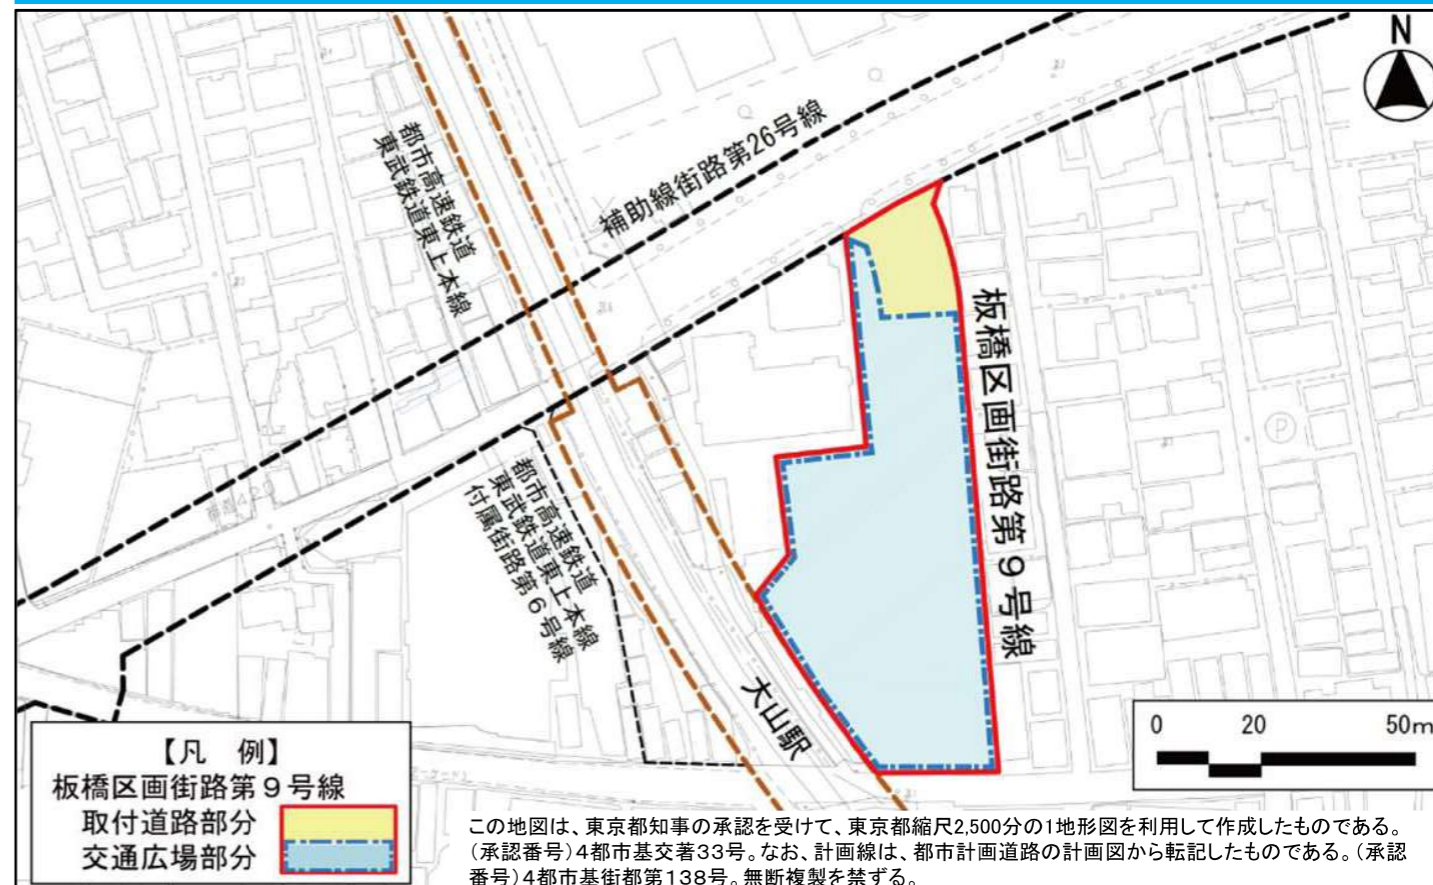 N
補助線街路第26号線
都市高速鉄道
東武鉄道東上本線
板橋区画街路第９号線
P
都市高速鉄道
東武鉄道東上本線
付属街路第６号線
大山駅
0 20 50m
【凡 例】
板橋区画街路第９号線
取付道路部分
交通広場部分
この地図は、東京都知事の承認を受けて、東京都縮尺2,500分の1地形図を利用して作成したものである。
(承認番号)4都市基交著33号。なお、計画線は、都市計画道路の計画図から転記したものである。(承認
番号)4都市基街都第138号。無断複製を禁ずる。